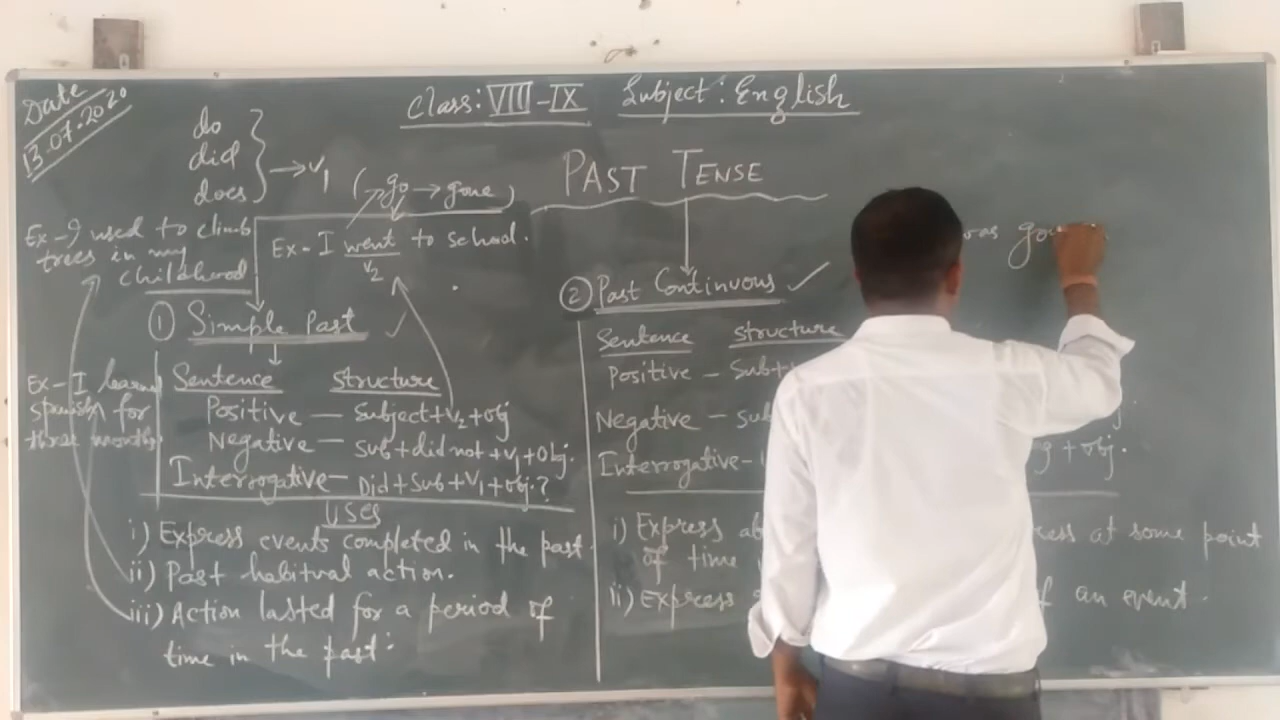 Date
13.07.2020
Class: VIII - IX Subject: English
do
did
does
→ V1 (→ go → gone)
PAST TENSE
Ex - I used to climb
trees in my
childhood
Ex - I went to school.
V2
was
① Simple Past ✓
Sentence Structure
Positive — Subject + V2 + obj
Negative — Sub + did not + V1 + Obj.
Interrogative — Did + Sub + V1 + obj.?
Ex - I learn
spanish for
three months
USES
i) Express events completed in the past.
ii) Past habitual action.
iii) Action lasted for a period of
time in the past.
② Past Continuous ✓
Sentence Structure
Positive — Sub +
Negative — Sub
Interrogative - + obj.
i) Express at some point
of time
ii) Express of an event.